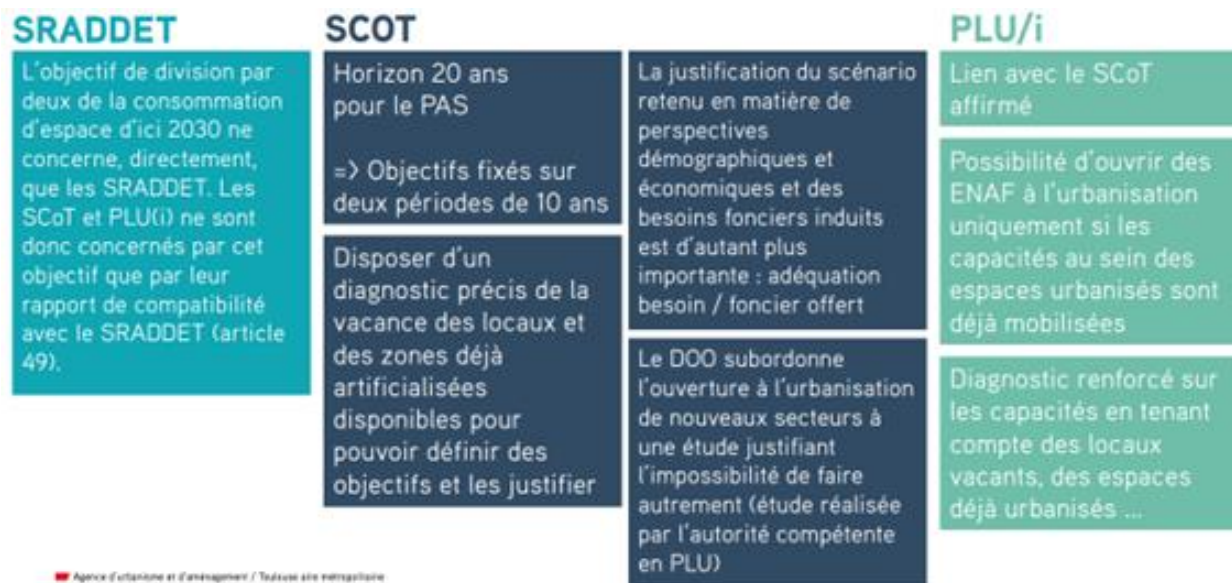 SRADDET
L'objectif de division par
deux de la consommation
d'espace d'ici 2030 ne
concerne, directement,
que les SRADDET. Les
SCoT et PLU(i) ne sont
donc concernés par cet
objectif que par leur
rapport de compatibilité
avec le SRADDET (article
49).
SCOT
Horizon 20 ans
pour le PAS
=> Objectifs fixés sur
deux périodes de 10 ans
Disposer d'un
diagnostic précis de la
vacance des locaux et
des zones déjà
artificialisées
disponibles pour
pouvoir définir des
objectifs et les justifier
La justification du scénario
retenu en matière de
perspectives
démographiques et
économiques et des
besoins fonciers induits
est d'autant plus
importante : adéquation
besoin / foncier offert
Le DOO subordonne
l'ouverture à l'urbanisation
de nouveaux secteurs à
une étude justifiant
l'impossibilité de faire
autrement (étude réalisée
par l'autorité compétente
en PLU)
PLU/i
Lien avec le SCoT
affirmé
Possibilité d'ouvrir des
ENAF à l'urbanisation
uniquement si les
capacités au sein des
espaces urbanisés sont
déjà mobilisées
Diagnostic renforcé sur
les capacités en tenant
compte des locaux
vacants, des espaces
déjà urbanisés ...
Agence d'urbanisme et d'aménagement / Toulouse aire métropolitaine